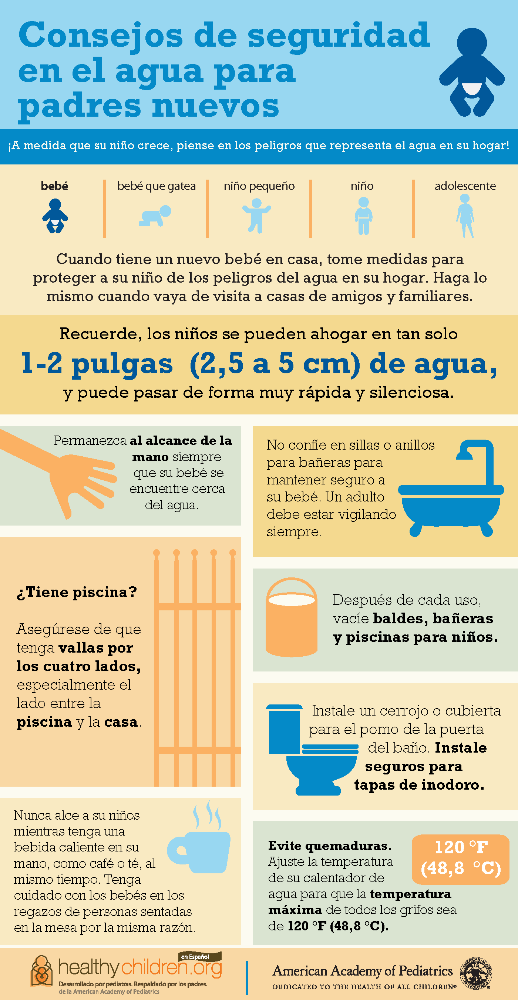 Consejos de seguridad
en el agua para
padres nuevos
¡A medida que su niño crece, piense en los peligros que representa el agua en su hogar!
bebé
bebé que gatea
niño pequeño
niño
adolescente
Cuando tiene un nuevo bebé en casa, tome medidas para
proteger a su niño de los peligros del agua en su hogar. Haga lo
mismo cuando vaya de visita a casas de amigos y familiares.
Recuerde, los niños se pueden ahogar en tan solo
1-2 pulgas (2,5 a 5 cm) de agua,
y puede pasar de forma muy rápida y silenciosa.
Permanezca al alcance de la
mano siempre
que su bebé se
encuentre cerca
del agua.
No confíe en sillas o anillos
para bañeras para
mantener seguro a
su bebé. Un adulto
debe estar vigilando
siempre.
¿Tiene piscina?
Asegúrese de que
tenga vallas por
los cuatro lados,
especialmente el
lado entre la
piscina y la casa.
Después de cada uso,
vacíe baldes, bañeras
y piscinas para niños.
Instale un cerrojo o cubierta
para el pomo de la puerta
del baño. Instale
seguros para
tapas de inodoro.
Nunca alce a su niños
mientras tenga una
bebida caliente en su
mano, como café o té, al
mismo tiempo. Tenga
cuidado con los bebés en los
regazos de personas sentadas
en la mesa por la misma razón.
Evite quemaduras.
Ajuste la temperatura
de su calentador de
agua para que la temperatura
máxima de todos los grifos sea
de 120 °F (48,8 °C).
120 °F
(48,8 °C)
en Español
healthychildren.org
Desarrollado por pediatras. Respaldado por los padres.
de la American Academy of Pediatrics
American Academy of Pediatrics
DEDICATED TO THE HEALTH OF ALL CHILDREN®
THE · AMERICAN · ACADEMY · OF · PEDIATRICS ·
®